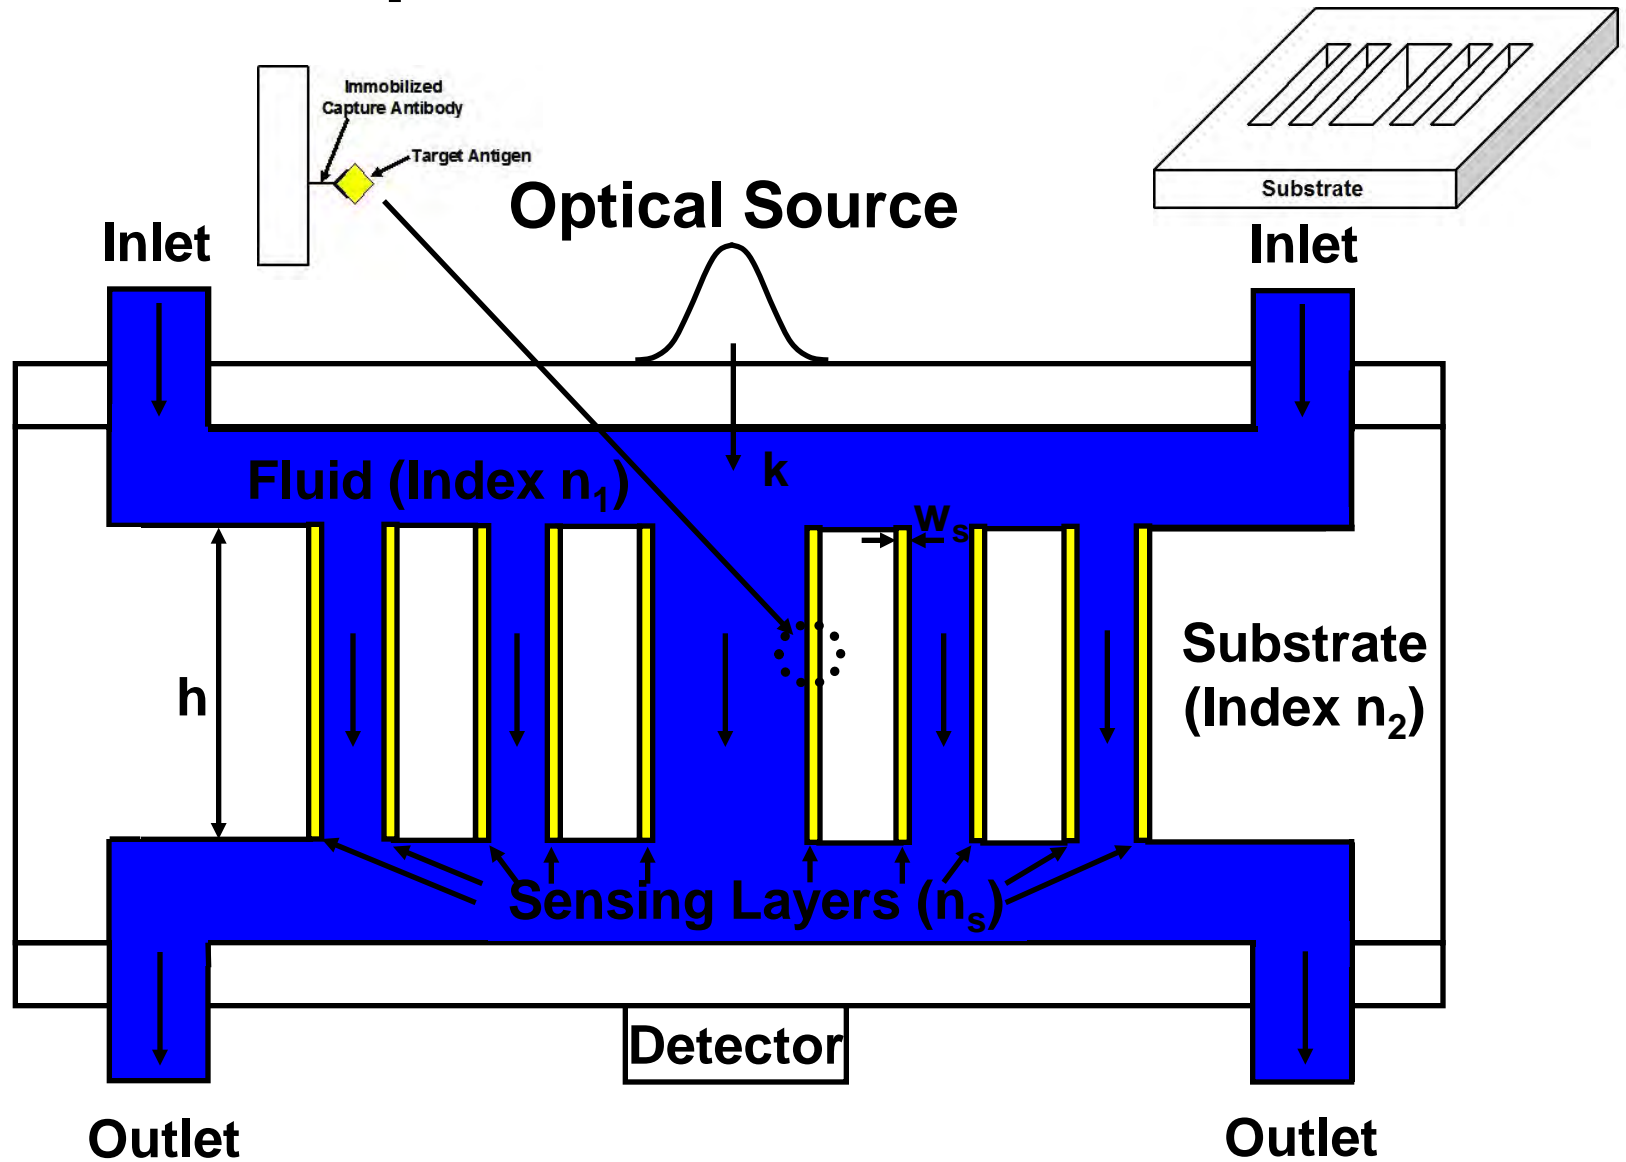 Immobilized
Capture Antibody
Target Antigen
Substrate
Optical Source
Inlet
Inlet
Fluid (Index n₁)
k
wₛ
h
Substrate
(Index n₂)
Sensing Layers (nₛ)
Detector
Outlet
Outlet